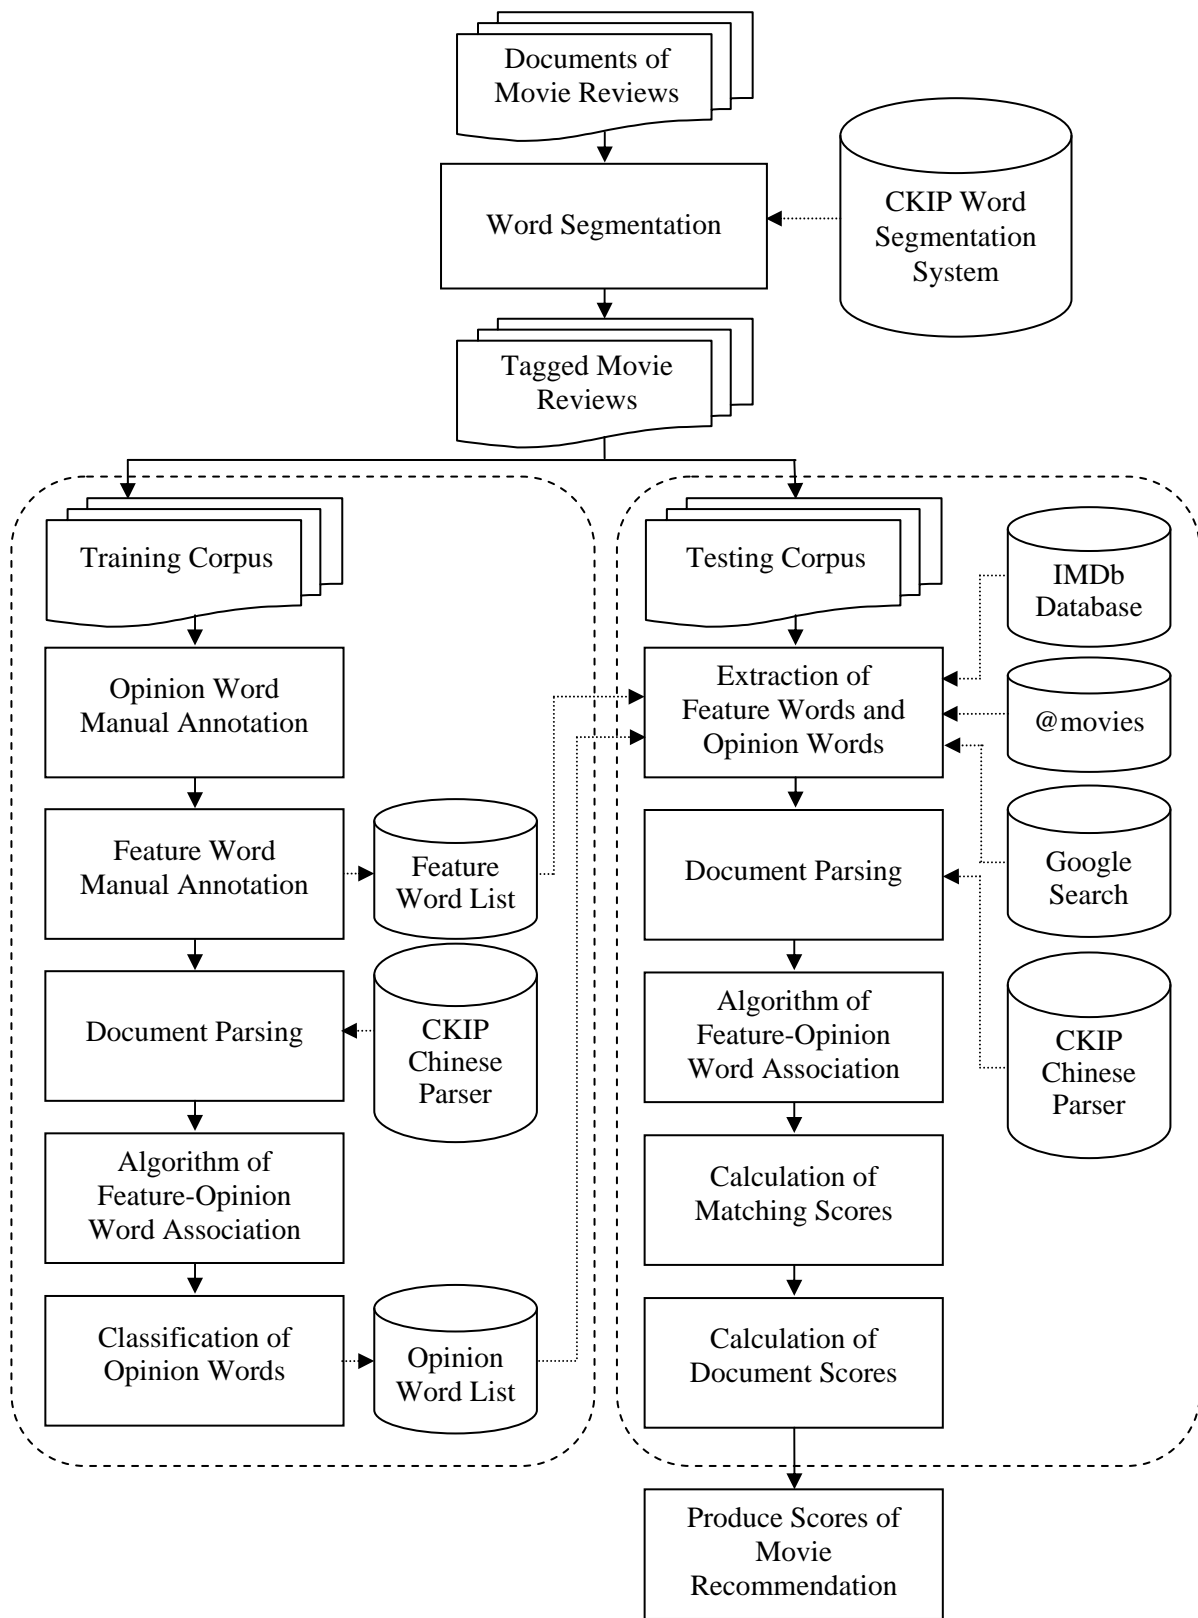 Documents of
Movie Reviews
Word Segmentation
CKIP Word
Segmentation
System
Tagged Movie
Reviews
Training Corpus
Opinion Word
Manual Annotation
Feature Word
Manual Annotation
Feature
Word List
Document Parsing
CKIP
Chinese
Parser
Algorithm of
Feature-Opinion
Word Association
Classification of
Opinion Words
Opinion
Word List
Testing Corpus
IMDb
Database
Extraction of
Feature Words and
Opinion Words
@movies
Document Parsing
Google
Search
Algorithm of
Feature-Opinion
Word Association
CKIP
Chinese
Parser
Calculation of
Matching Scores
Calculation of
Document Scores
Produce Scores of
Movie
Recommendation